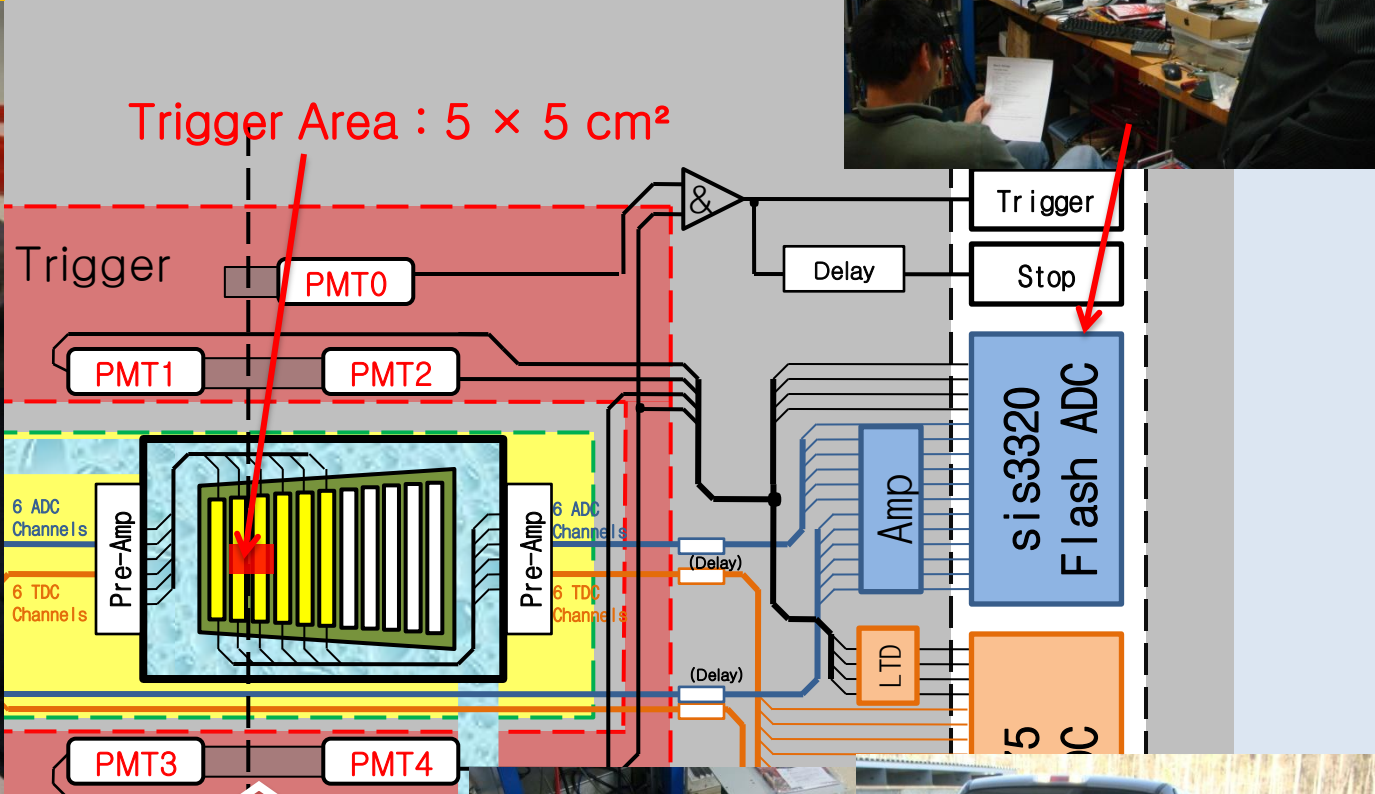 Trigger Area : 5 × 5 cm²
Trigger
&
Trigger
PMT0
Delay
Stop
PMT1
PMT2
sis3320
Flash ADC
Amp
6 ADC
Channels
Pre-Amp
Pre-Amp
6 ADC
Channels
(Delay)
6 TDC
Channels
6 TDC
Channels
(Delay)
LTD
PMT3
PMT4